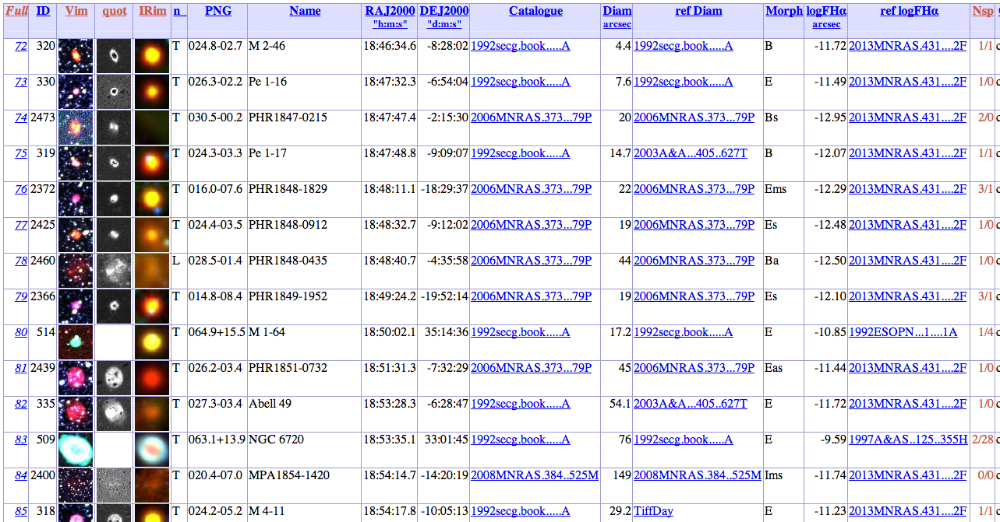 Full ID Vim quot IRim n_ PNG Name RAJ2000 DEJ2000 Catalogue Diam ref Diam Morph logFHα ref logFHα Nsp
"h:m:s" "d:m:s" arcsec arcsec
72 320 T 024.8-02.7 M 2-46 18:46:34.6 -8:28:02 1992secg.book.....A 4.4 1992secg.book.....A B -11.72 2013MNRAS.431....2F 1/1 c
73 330 T 026.3-02.2 Pe 1-16 18:47:32.3 -6:54:04 1992secg.book.....A 7.6 1992secg.book.....A E -11.49 2013MNRAS.431....2F 1/0 c
74 2473 T 030.5-00.2 PHR1847-0215 18:47:47.4 -2:15:30 2006MNRAS.373...79P 20 2006MNRAS.373...79P Bs -12.95 2013MNRAS.431....2F 2/0 c
75 319 T 024.3-03.3 Pe 1-17 18:47:48.8 -9:09:07 1992secg.book.....A 14.7 2003A&A...405..627T B -12.07 2013MNRAS.431....2F 1/1 c
76 2372 T 016.0-07.6 PHR1848-1829 18:48:11.1 -18:29:37 2006MNRAS.373...79P 22 2006MNRAS.373...79P Ems -12.29 2013MNRAS.431....2F 3/1 c
77 2425 T 024.4-03.5 PHR1848-0912 18:48:32.7 -9:12:02 2006MNRAS.373...79P 19 2006MNRAS.373...79P Es -12.48 2013MNRAS.431....2F 1/0 c
78 2460 L 028.5-01.4 PHR1848-0435 18:48:40.7 -4:35:58 2006MNRAS.373...79P 44 2006MNRAS.373...79P Ba -12.50 2013MNRAS.431....2F 1/0 c
79 2366 T 014.8-08.4 PHR1849-1952 18:49:24.2 -19:52:14 2006MNRAS.373...79P 19 2006MNRAS.373...79P Es -12.10 2013MNRAS.431....2F 3/1 c
80 514 T 064.9+15.5 M 1-64 18:50:02.1 35:14:36 1992secg.book.....A 17.2 1992secg.book.....A E -10.85 1992ESOPN...1....1A 1/4 c
81 2439 T 026.2-03.4 PHR1851-0732 18:51:31.3 -7:32:29 2006MNRAS.373...79P 45 2006MNRAS.373...79P Eas -11.44 2013MNRAS.431....2F 1/0 c
82 335 T 027.3-03.4 Abell 49 18:53:28.3 -6:28:47 1992secg.book.....A 54.1 2003A&A...405..627T E -11.72 2013MNRAS.431....2F 1/0 c
83 509 T 063.1+13.9 NGC 6720 18:53:35.1 33:01:45 1992secg.book.....A 76 1992secg.book.....A E -9.59 1997A&AS..125..355H 2/28 c
84 2400 T 020.4-07.0 MPA1854-1420 18:54:14.7 -14:20:19 2008MNRAS.384..525M 149 2008MNRAS.384..525M Ims -11.74 2013MNRAS.431....2F 0/0 c
85 318 T 024.2-05.2 M 4-11 18:54:17.8 -10:05:13 1992secg.book.....A 29.2 TiffDay E -11.23 2013MNRAS.431....2F 1/1 c